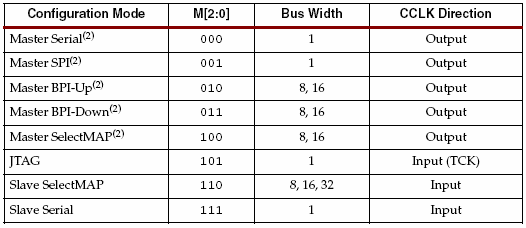 Configuration Mode M[2:0] Bus Width CCLK Direction
Master Serial(2) 000 1 Output
Master SPI(2) 001 1 Output
Master BPI-Up(2) 010 8, 16 Output
Master BPI-Down(2) 011 8, 16 Output
Master SelectMAP(2) 100 8, 16 Output
JTAG 101 1 Input (TCK)
Slave SelectMAP 110 8, 16, 32 Input
Slave Serial 111 1 Input